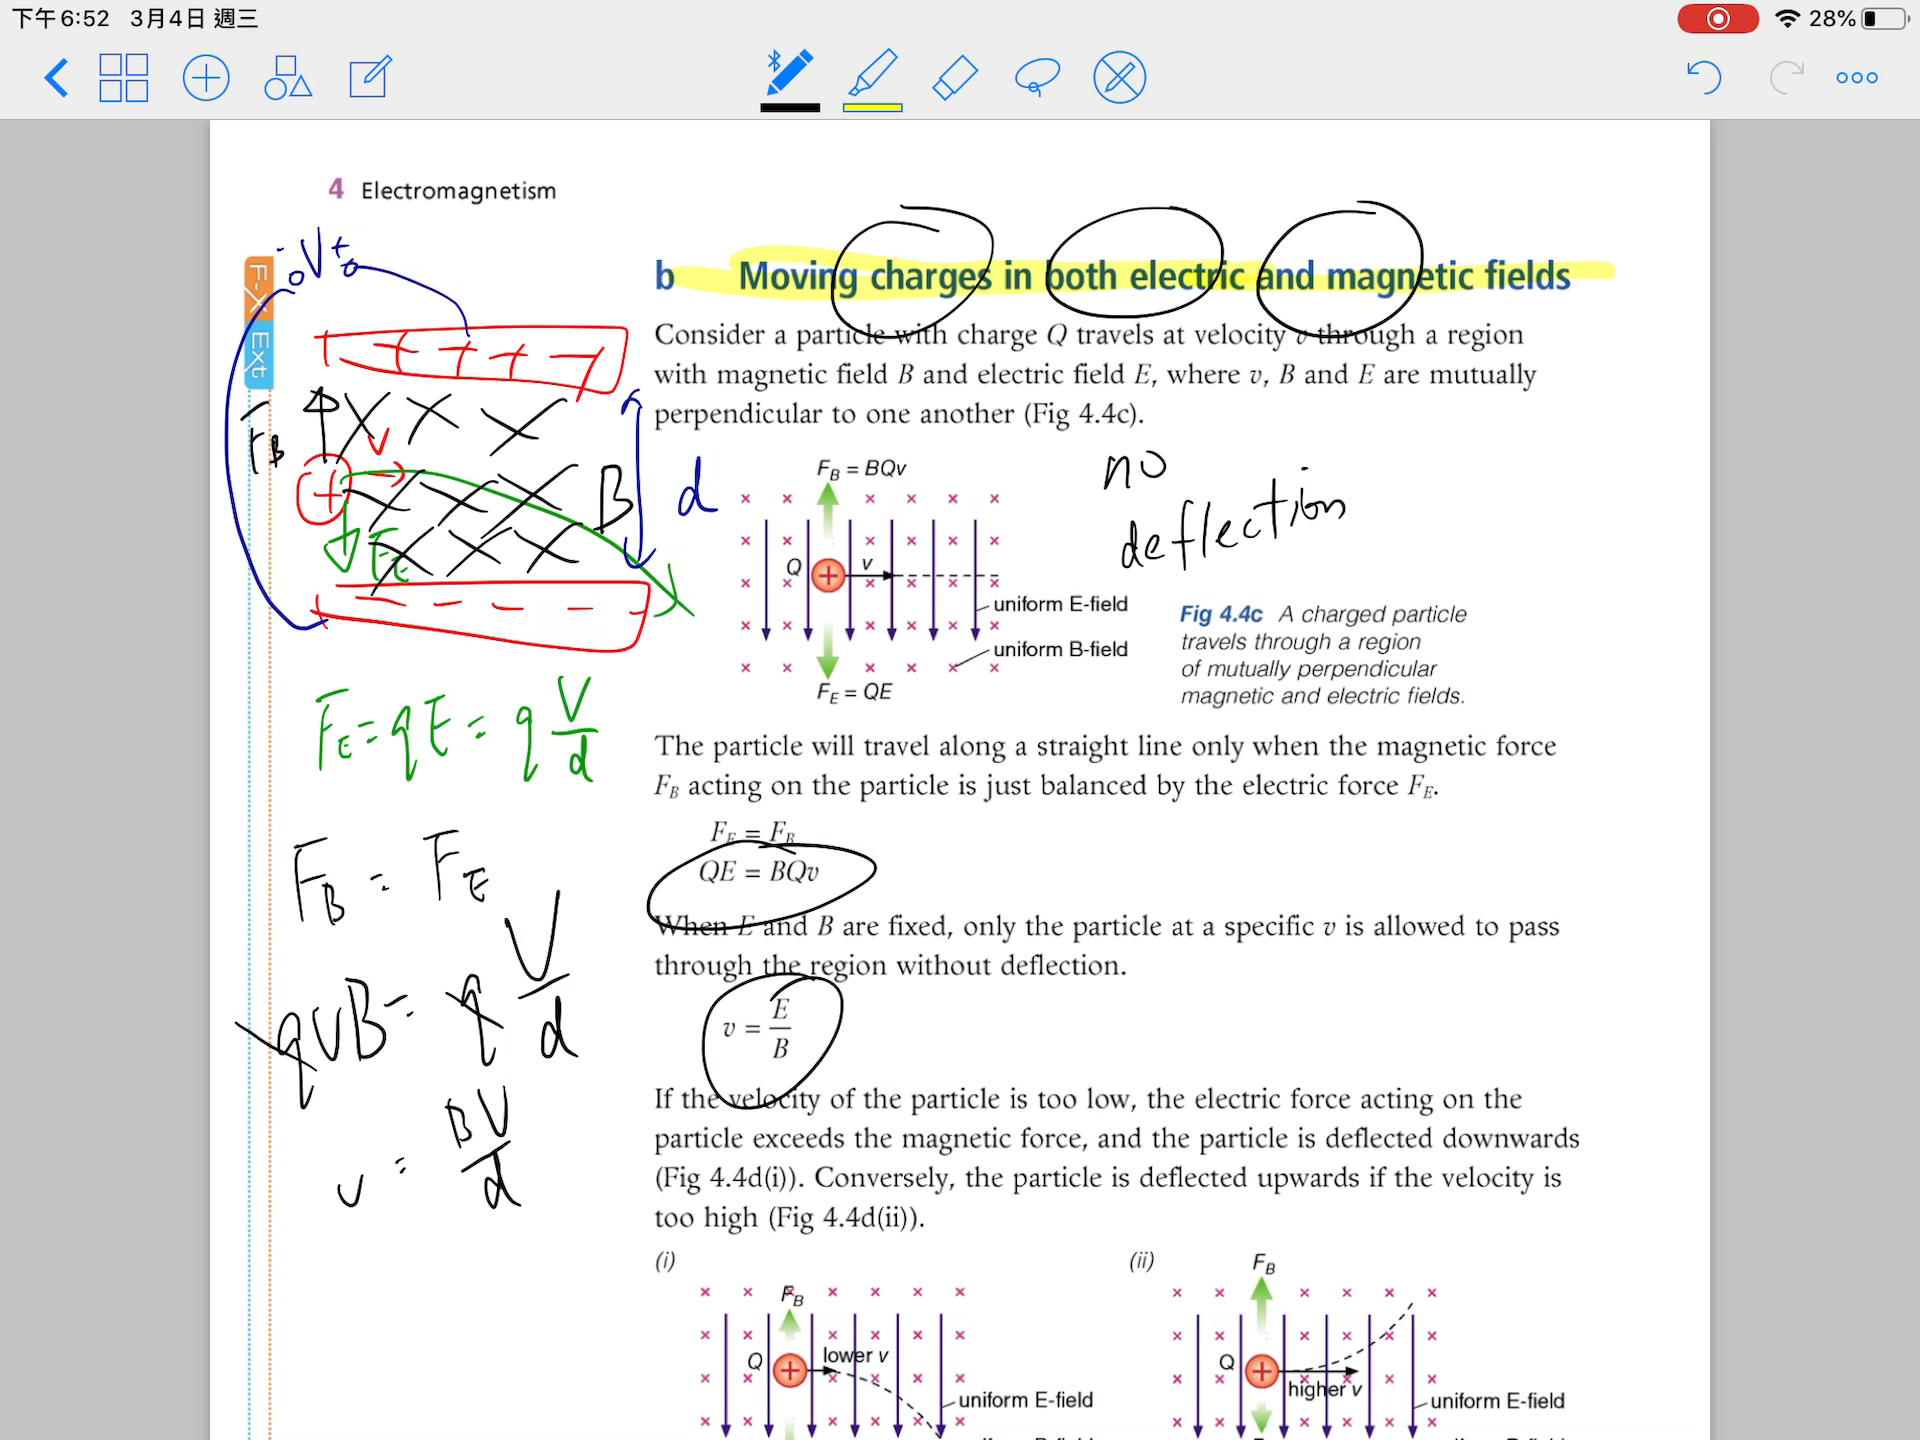 下午6:52 3月4日 週三
28%
4 Electromagnetism
F-X
Ext
- V +
+ + + + +
F_B
V
B
d
+
F_E
- - - - -
F_E = qE = q V/d
F_B = F_E
qvB = q V/d
v = BV/d
b Moving charges in both electric and magnetic fields
Consider a particle with charge Q travels at velocity v through a region
with magnetic field B and electric field E, where v, B and E are mutually
perpendicular to one another (Fig 4.4c).
F_B = BQv
Q
+
v
uniform E-field
uniform B-field
F_E = QE
no
deflection
Fig 4.4c A charged particle
travels through a region
of mutually perpendicular
magnetic and electric fields.
The particle will travel along a straight line only when the magnetic force
F_B acting on the particle is just balanced by the electric force F_E.
F_E = F_B
QE = BQv
When E and B are fixed, only the particle at a specific v is allowed to pass
through the region without deflection.
v = E/B
If the velocity of the particle is too low, the electric force acting on the
particle exceeds the magnetic force, and the particle is deflected downwards
(Fig 4.4d(i)). Conversely, the particle is deflected upwards if the velocity is
too high (Fig 4.4d(ii)).
(i)
F_B
Q
+
lower v
uniform E-field
(ii)
F_B
Q
+
higher v
uniform E-field